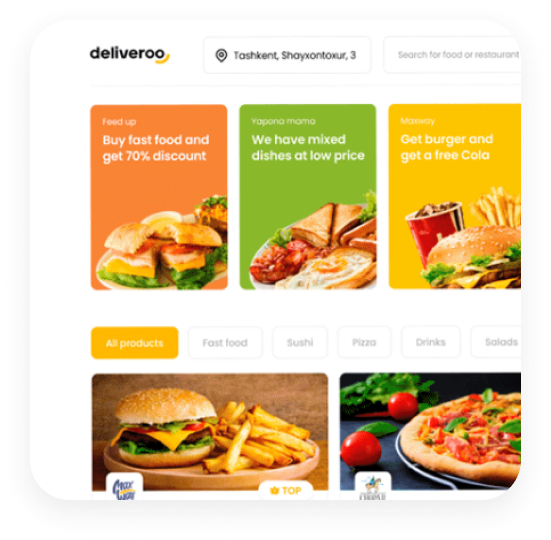 deliveroo
Tashkent, Shayxontoxur, 3
Search for food or restaurant
Feed up
Buy fast food and
get 70% discount
Yapona mama
We have mixed
dishes at low price
Maxway
Get burger and
get a free Cola
All products
Fast food
Sushi
Pizza
Drinks
Salads
TOP